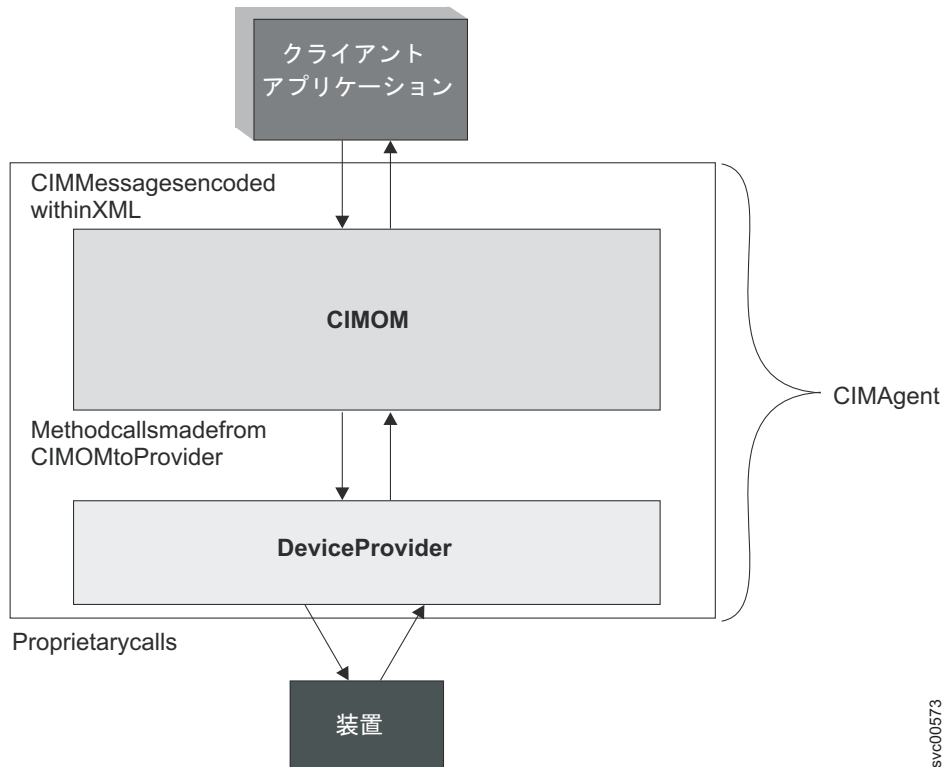 クライアント
アプリケーション
CIMMessagesencoded
withinXML
CIMOM
CIMAgent
Methodcallsmadefrom
CIMOMtoProvider
DeviceProvider
Proprietarycalls
装置
svc00573